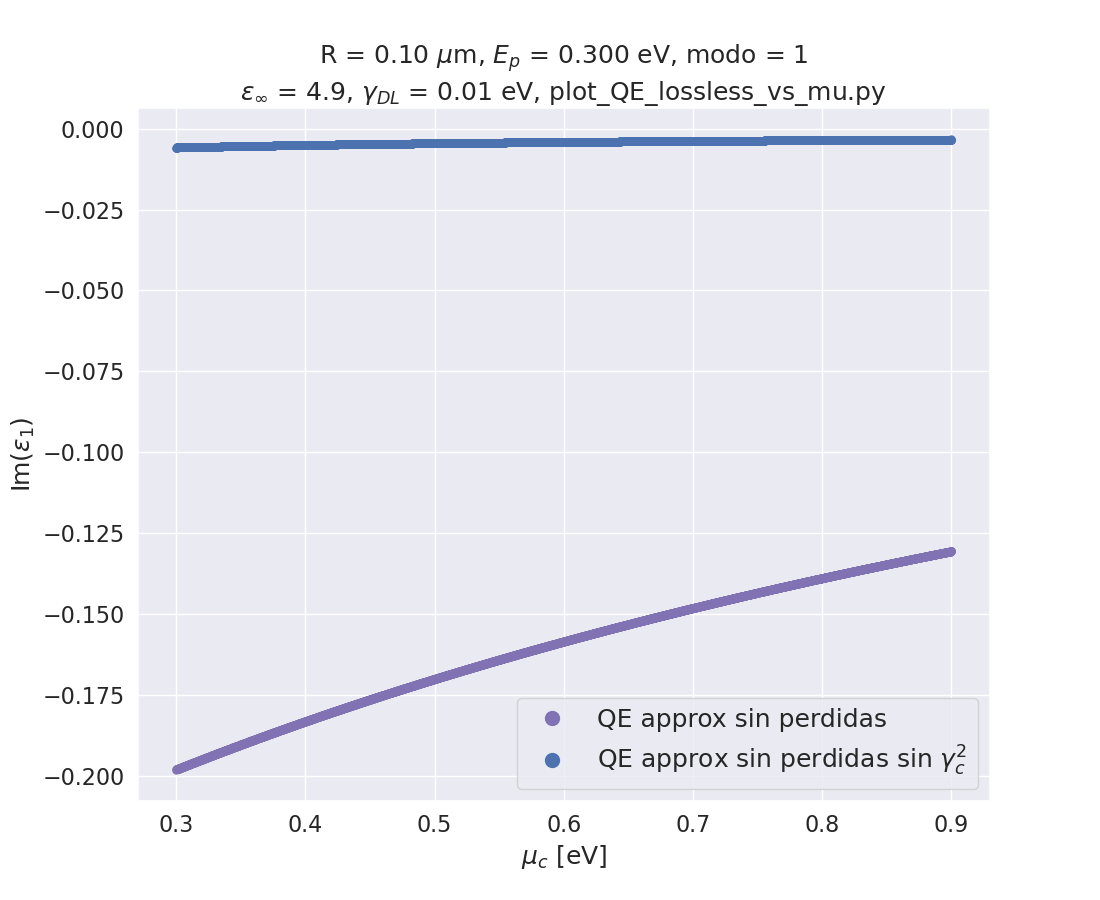 R = 0.10 μm, E_p = 0.300 eV, modo = 1
ε_∞ = 4.9, γ_DL = 0.01 eV, plot_QE_lossless_vs_mu.py
0.000
−0.025
−0.050
−0.075
−0.100
−0.125
−0.150
−0.175
−0.200
Im(ε_1)
QE approx sin perdidas
QE approx sin perdidas sin γ_c^2
0.3 0.4 0.5 0.6 0.7 0.8 0.9
μ_c [eV]